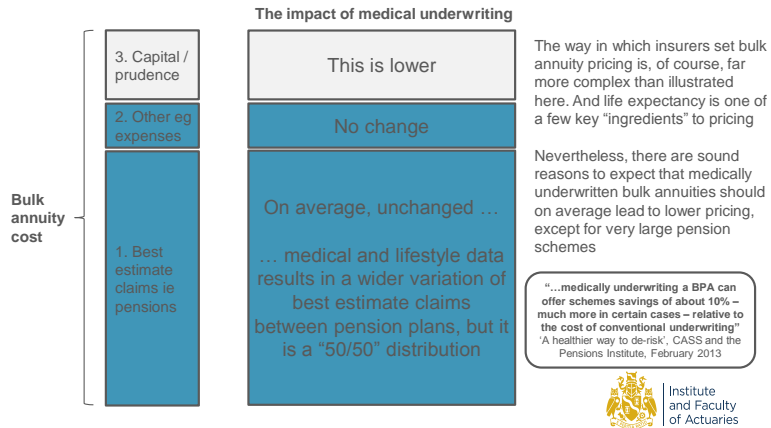 The impact of medical underwriting
Bulk
annuity
cost
3. Capital /
prudence
2. Other eg
expenses
1. Best
estimate
claims ie
pensions
This is lower
No change
On average, unchanged …
… medical and lifestyle data
results in a wider variation of
best estimate claims
between pension plans, but it
is a “50/50” distribution
The way in which insurers set bulk
annuity pricing is, of course, far
more complex than illustrated
here. And life expectancy is one of
a few key “ingredients” to pricing
Nevertheless, there are sound
reasons to expect that medically
underwritten bulk annuities should
on average lead to lower pricing,
except for very large pension
schemes
“…medically underwriting a BPA can
offer schemes savings of about 10% –
much more in certain cases – relative to
the cost of conventional underwriting”
‘A healthier way to de-risk’, CASS and the
Pensions Institute, February 2013
Institute
and Faculty
of Actuaries